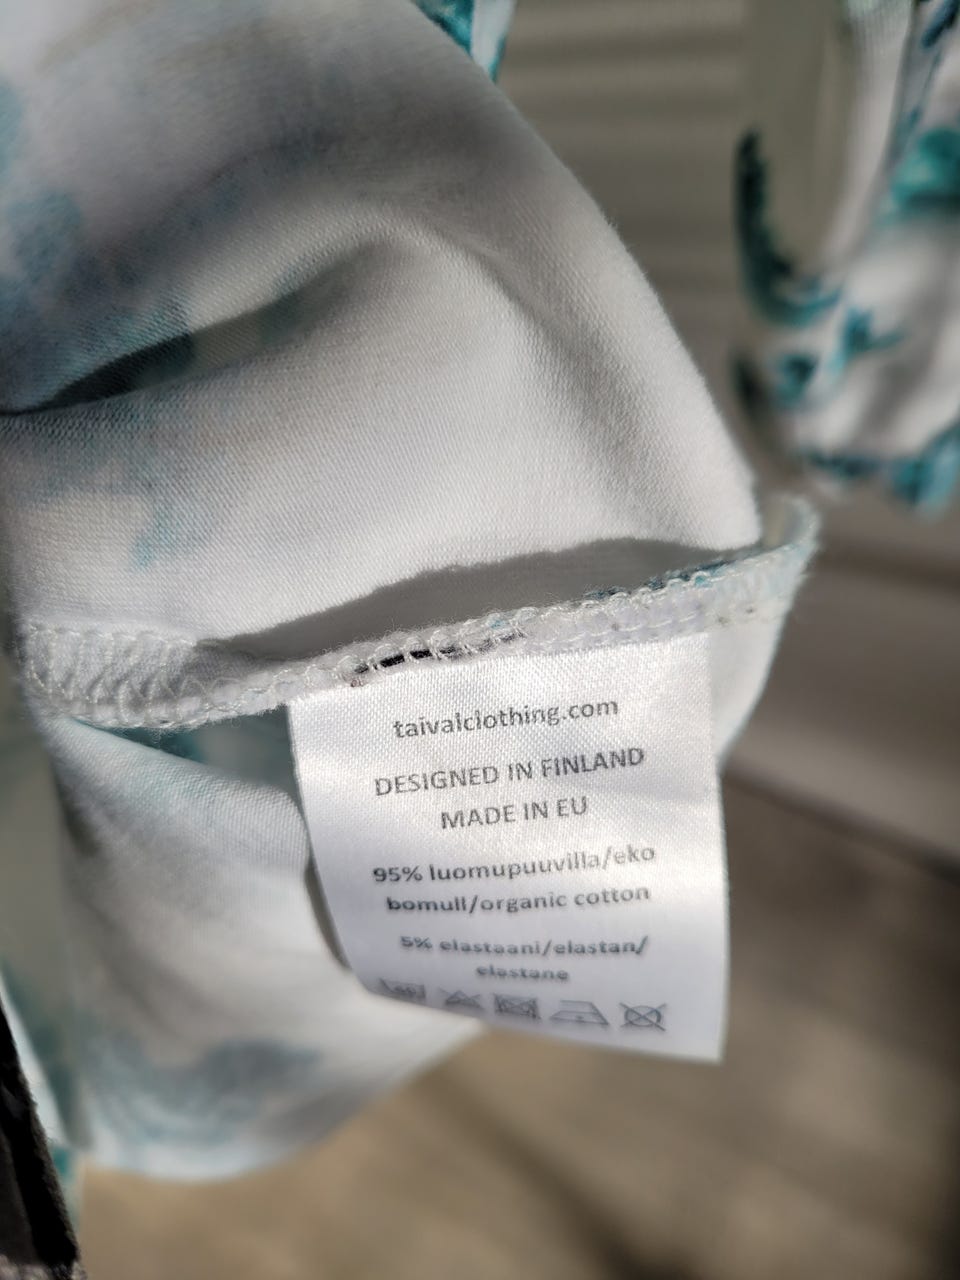 taivalclothing.com
DESIGNED IN FINLAND
MADE IN EU
95% luomupuuvilla/eko
bomull/organic cotton
5% elastaani/elastan/
elastane